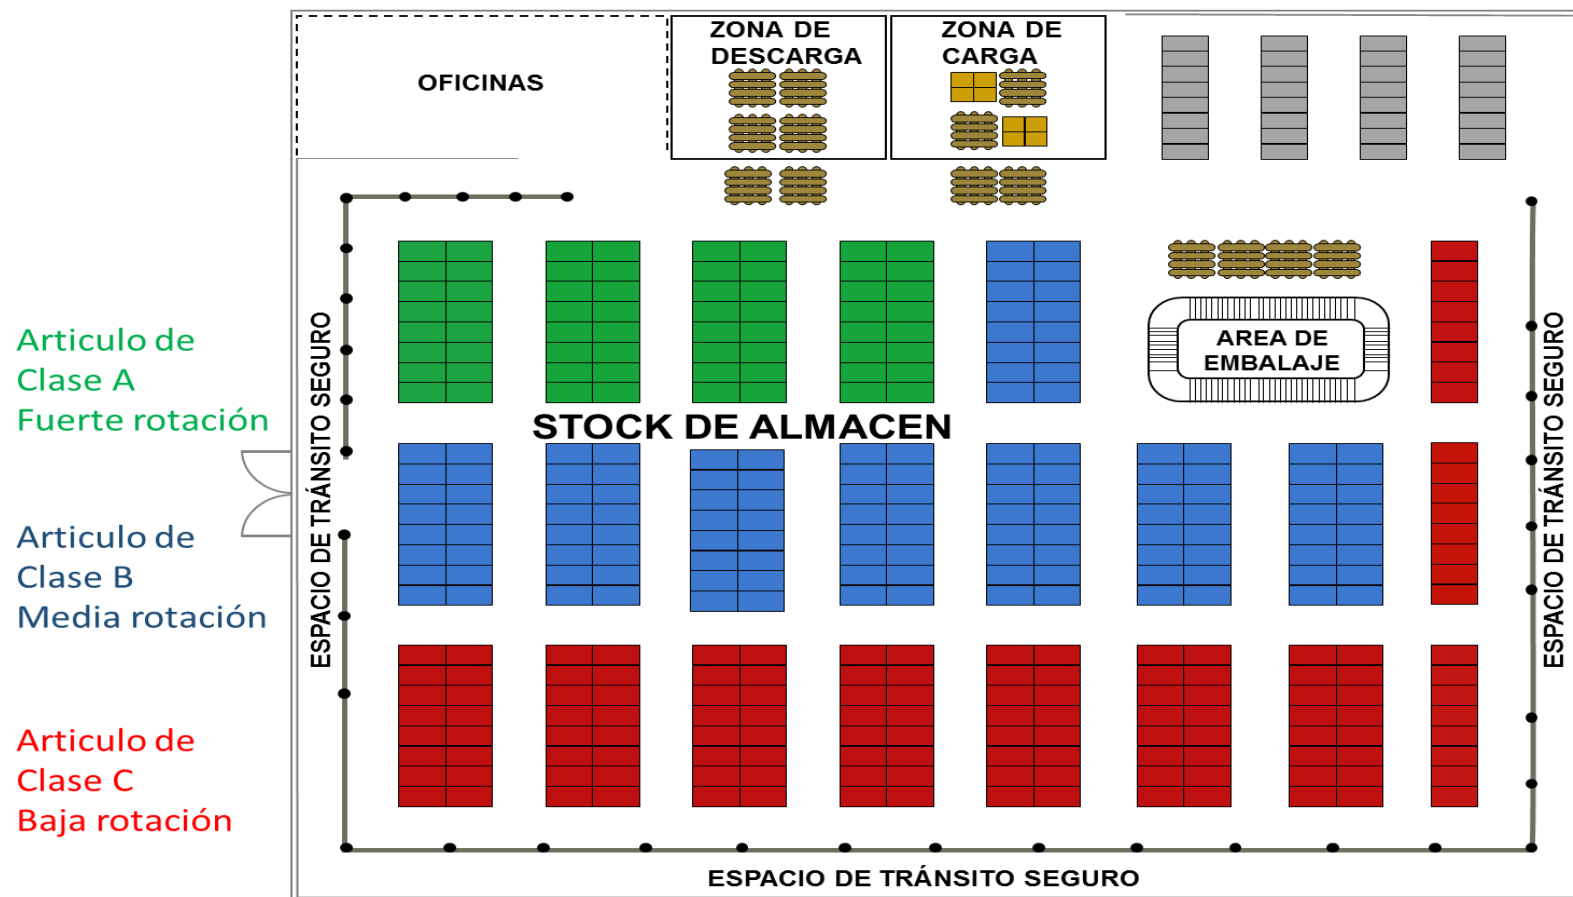 OFICINAS
ZONA DE
DESCARGA
ZONA DE
CARGA
Articulo de
Clase A
Fuerte rotación
Articulo de
Clase B
Media rotación
Articulo de
Clase C
Baja rotación
ESPACIO DE TRÁNSITO SEGURO
STOCK DE ALMACEN
AREA DE
EMBALAJE
ESPACIO DE TRÁNSITO SEGURO
ESPACIO DE TRÁNSITO SEGURO